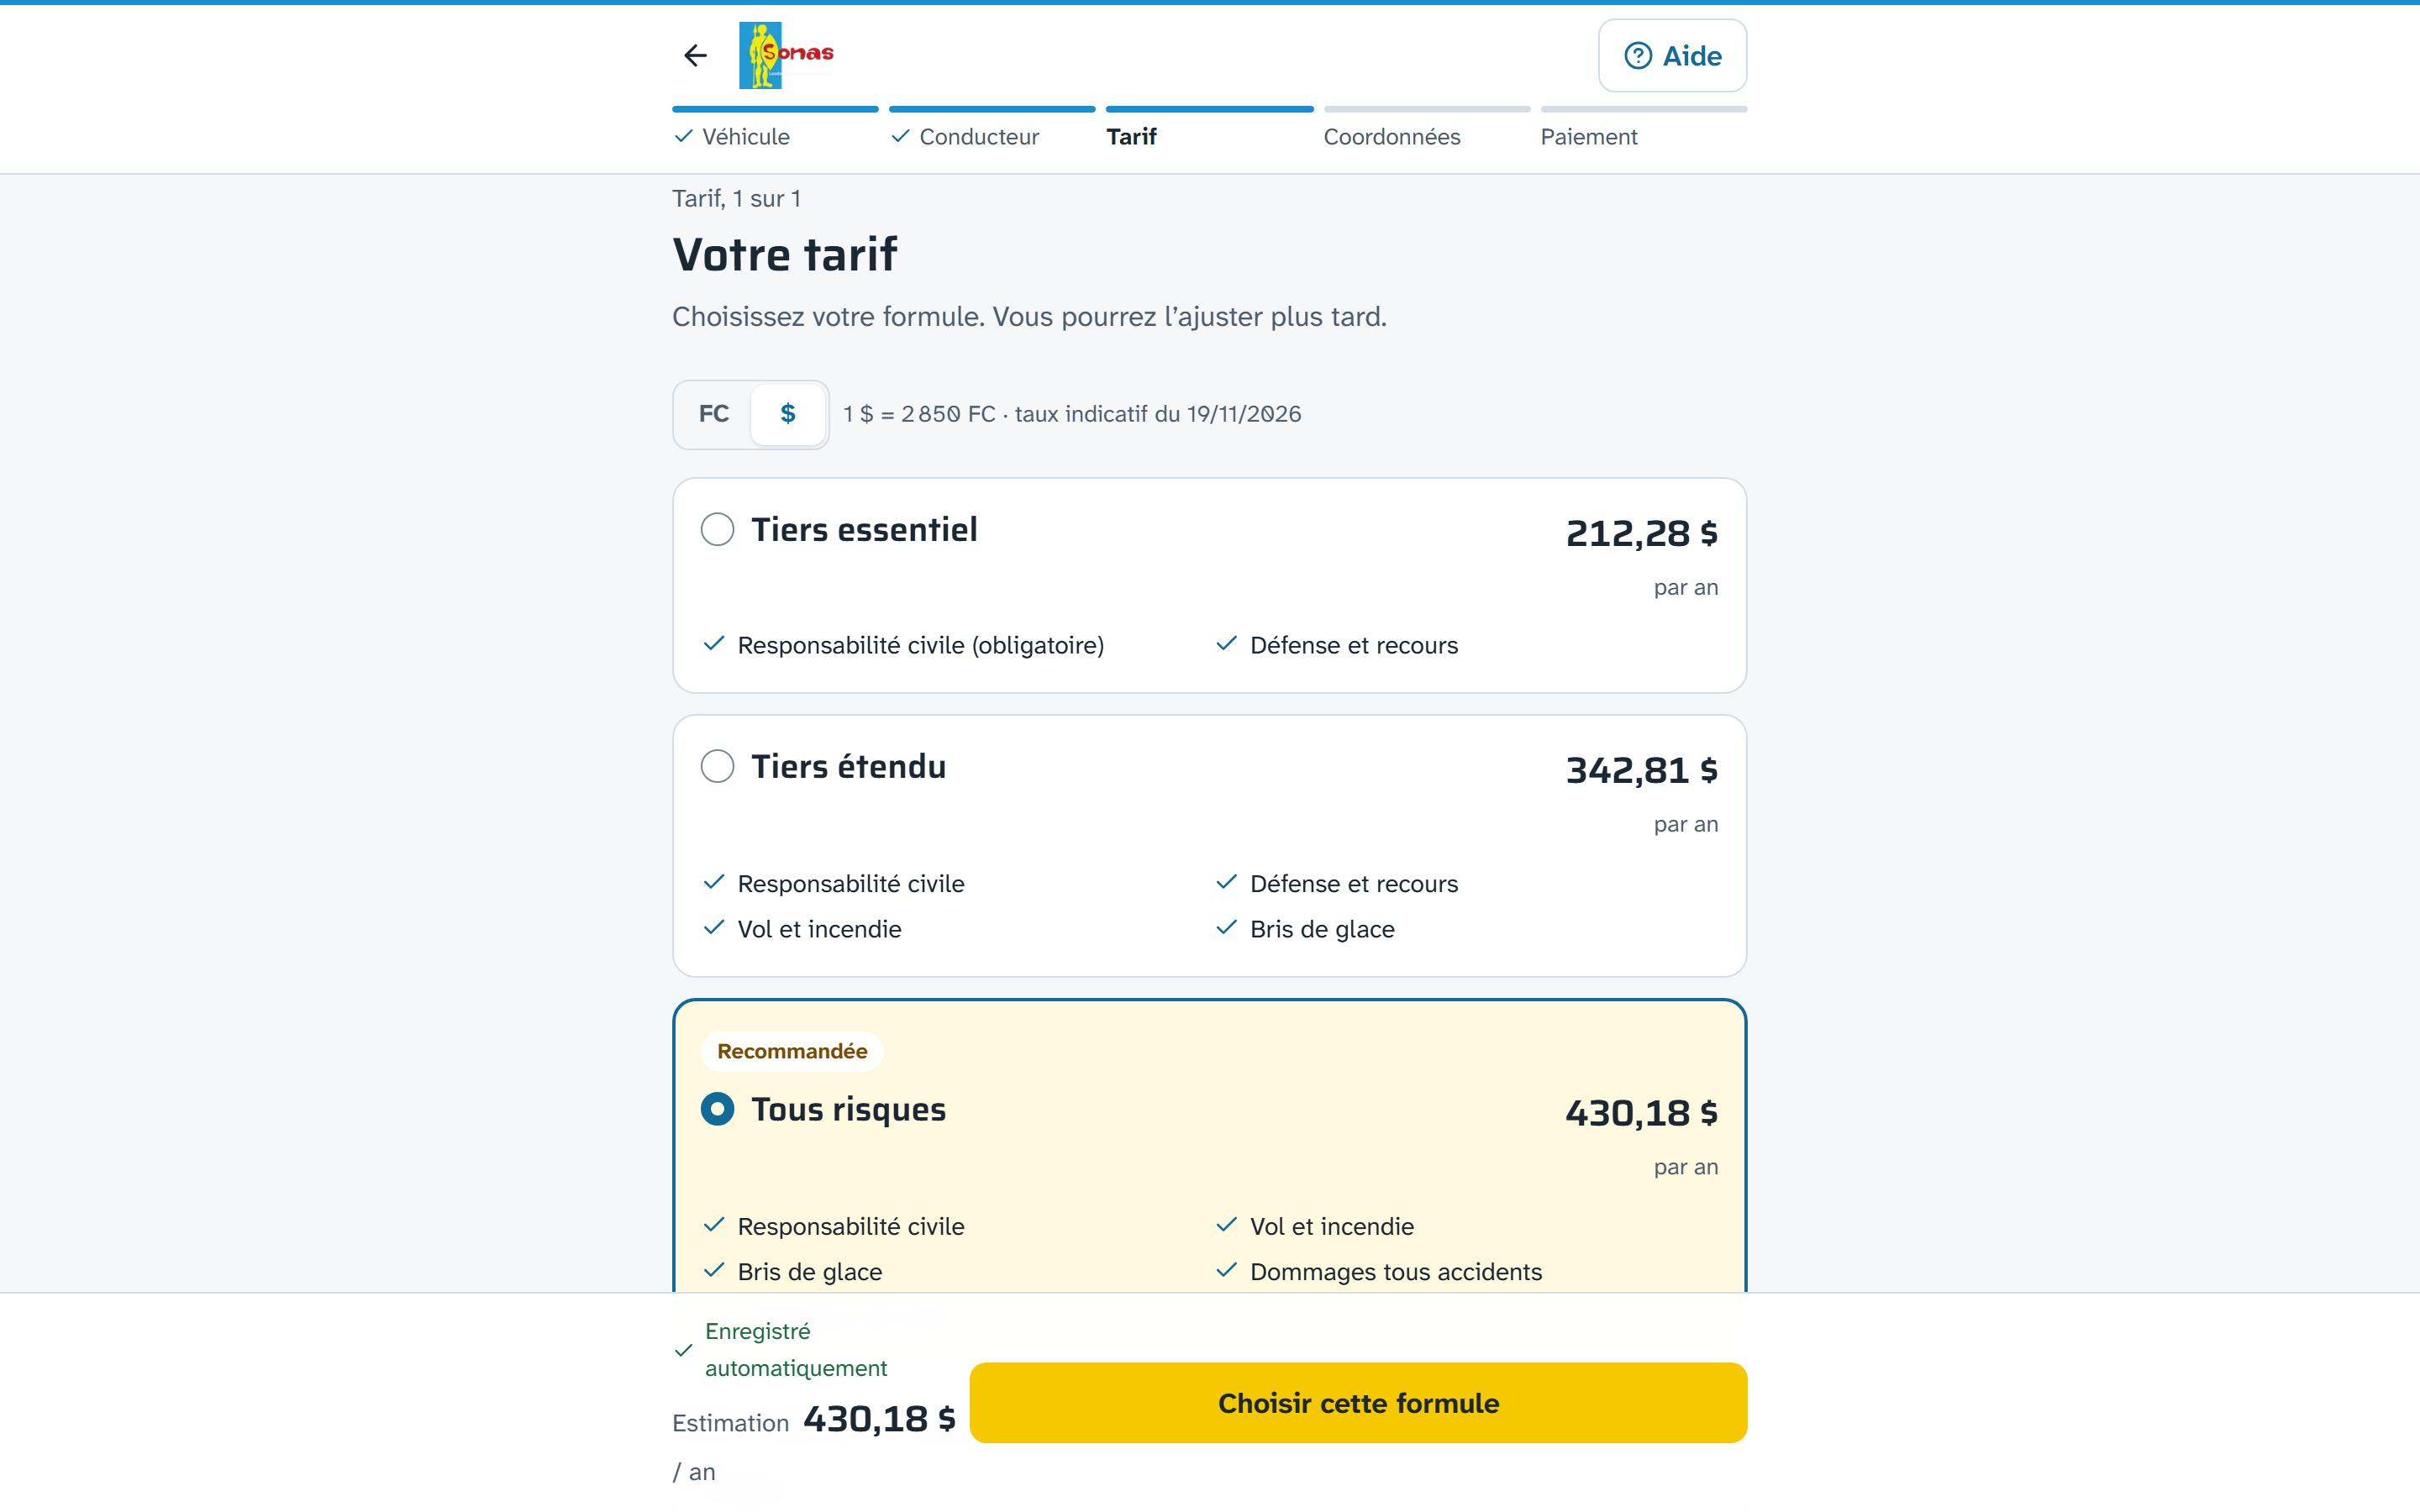 Sonas
Aide
Véhicule
Conducteur
Tarif
Coordonnées
Paiement
Tarif, 1 sur 1
Votre tarif
Choisissez votre formule. Vous pourrez l’ajuster plus tard.
FC
$
1 $ = 2 850 FC · taux indicatif du 19/11/2026
Tiers essentiel
212,28 $
par an
Responsabilité civile (obligatoire)
Défense et recours
Tiers étendu
342,81 $
par an
Responsabilité civile
Défense et recours
Vol et incendie
Bris de glace
Recommandée
Tous risques
430,18 $
par an
Responsabilité civile
Vol et incendie
Bris de glace
Dommages tous accidents
Enregistré
automatiquement
Estimation 430,18 $
/ an
Choisir cette formule